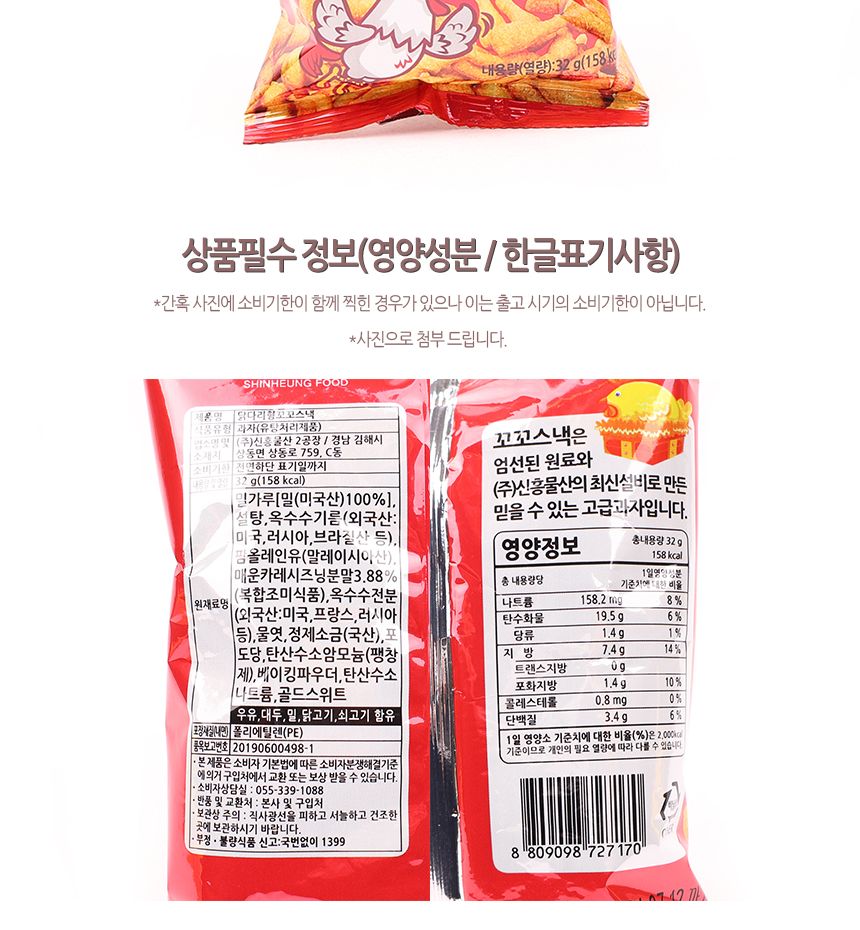 내용량(열량):32 g(158 kc
상품필수 정보(영양성분 / 한글표기사항)
*간혹 사진에 소비기한이 함께 찍힌 경우가 있으나 이는 출고 시기의 소비기한이 아닙니다.
*사진으로 첨부 드립니다.
SHINHEUNG FOOD
제품명 닭다리형꼬꼬스낵
식품유형 과자(유탕처리제품)
업소명 및 (주)신흥물산 2공장 / 경남 김해시
소재지 상동면 상동로 759, C동
소비기한 전면하단 표기일까지
32 g(158 kcal)
원재료명
밀가루[밀(미국산)100%],
설탕,옥수수기름(외국산:
미국,러시아,브라질산 등),
팜올레인유(말레이시아산),
매운카레시즈닝분말3.88%
(복합조미식품),옥수수전분
(외국산:미국,프랑스,러시아
등),물엿,정제소금(국산),포
도당,탄산수소암모늄(팽창
제),베이킹파우더,탄산수소
나트륨,골드스위트
우유,대두,밀,닭고기,쇠고기 함유
포장재질(내면) 폴리에틸렌(PE)
품목보고번호 20190600498-1
· 본 제품은 소비자 기본법에 따른 소비자분쟁해결기준
에 의거 구입처에서 교환 또는 보상 받을 수 있습니다.
· 소비자상담실 : 055-339-1088
· 반품 및 교환처 : 본사 및 구입처
· 보관상 주의 : 직사광선을 피하고 서늘하고 건조한
곳에 보관하시기 바랍니다.
· 부정 · 불량식품 신고:국번없이 1399
꼬꼬스낵은
엄선된 원료와
(주)신흥물산의 최신설비로 만든
믿을 수 있는 고급과자입니다.
영양정보 총내용량 32 g
158 kcal
총 내용량당 1일영양성분
기준치에 대한 비율
나트륨 158.2 mg 8 %
탄수화물 19.5 g 6 %
당류 1.4 g 1 %
지 방 7.4 g 14 %
트랜스지방 0 g
포화지방 1.4 g 10 %
콜레스테롤 0.8 mg 0 %
단백질 3.4 g 6 %
1일 영양소 기준치에 대한 비율(%)은 2,000kcal
기준이므로 개인의 필요 열량에 따라 다를 수 있습니다.
8 809098 727170